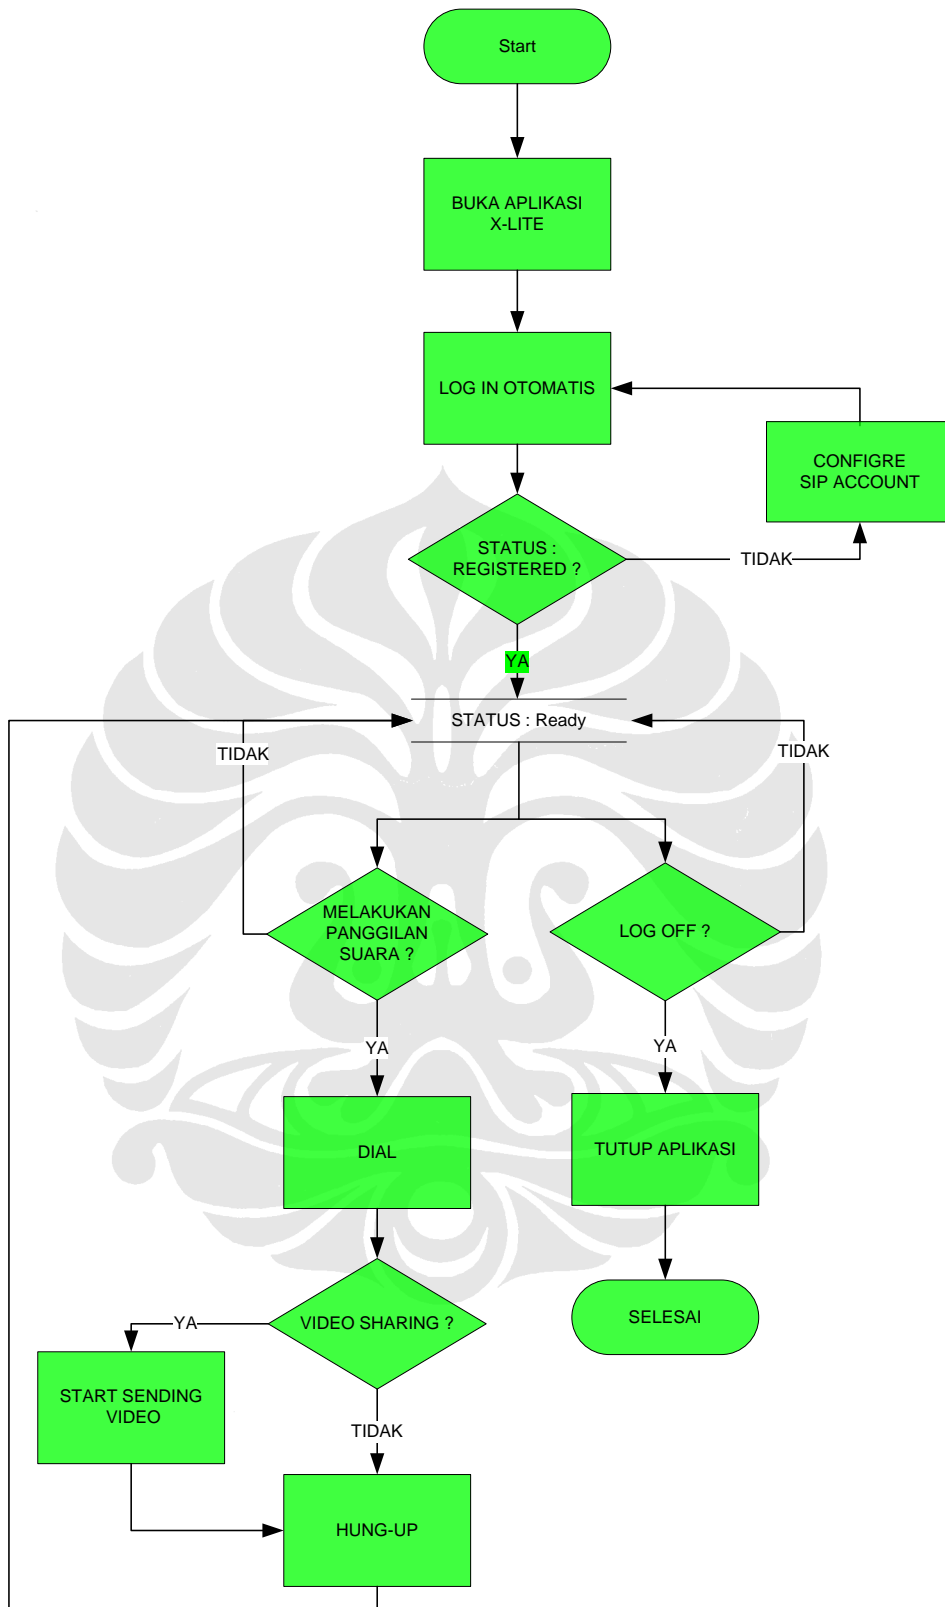 Start
BUKA APLIKASI
X-LITE
LOG IN OTOMATIS
CONFIGRE
SIP ACCOUNT
STATUS :
REGISTERED ?
TIDAK
YA
STATUS : Ready
TIDAK
TIDAK
MELAKUKAN
PANGGILAN
SUARA ?
LOG OFF ?
YA
YA
DIAL
TUTUP APLIKASI
VIDEO SHARING ?
YA
SELESAI
START SENDING
VIDEO
TIDAK
HUNG-UP